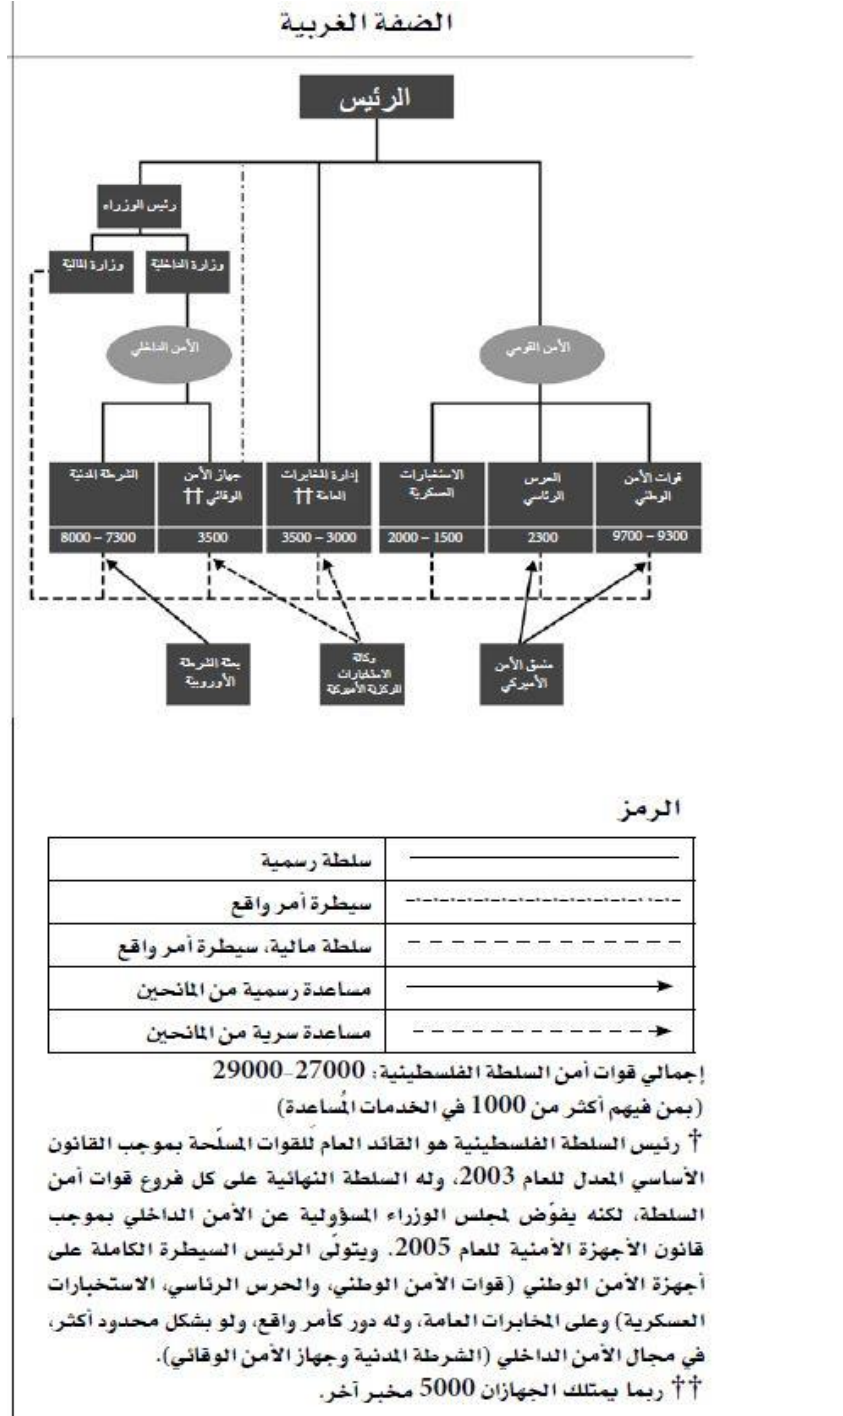 الضفة الغربية
الرئيس
رئيس الوزراء
وزارة الداخلية
وزارة المالية
الأمن القومي
الأمن الداخلي
قوات الأمن
الوطني
9700 – 9300
الحرس
الرئاسي
2300
الاستخبارات
العسكرية
2000 – 1500
إدارة المخابرات
العامة ††
3500 – 3000
جهاز الأمن
الوقائي ††
3500
الشرطة المدنية
8000 – 7300
منسق الأمن
الأميركي
وكالة
الاستخبارات
المركزية الأميركية
بعثة الشرطة
الأوروبية
الرمز
سلطة رسمية
سيطرة أمر واقع
سلطة مالية، سيطرة أمر واقع
مساعدة رسمية من المانحين
مساعدة سرية من المانحين
إجمالي قوات أمن السلطة الفلسطينية: 27000–29000
(بمن فيهم أكثر من 1000 في الخدمات المُساعدة)
† رئيس السلطة الفلسطينية هو القائد العام للقوات المسلّحة بموجب القانون
الأساسي المعدل للعام 2003، وله السلطة النهائية على كل فروع قوات أمن
السلطة، لكنه يفوّض لمجلس الوزراء المسؤولية عن الأمن الداخلي بموجب
قانون الأجهزة الأمنية للعام 2005. ويتولّى الرئيس السيطرة الكاملة على
أجهزة الأمن الوطني (قوات الأمن الوطني، والحرس الرئاسي، الاستخبارات
العسكرية) وعلى المخابرات العامة، وله دور كأمر واقع، ولو بشكل محدود أكثر،
في مجال الأمن الداخلي (الشرطة المدنية وجهاز الأمن الوقائي).
†† ربما يمتلك الجهازان 5000 مخبر آخر.